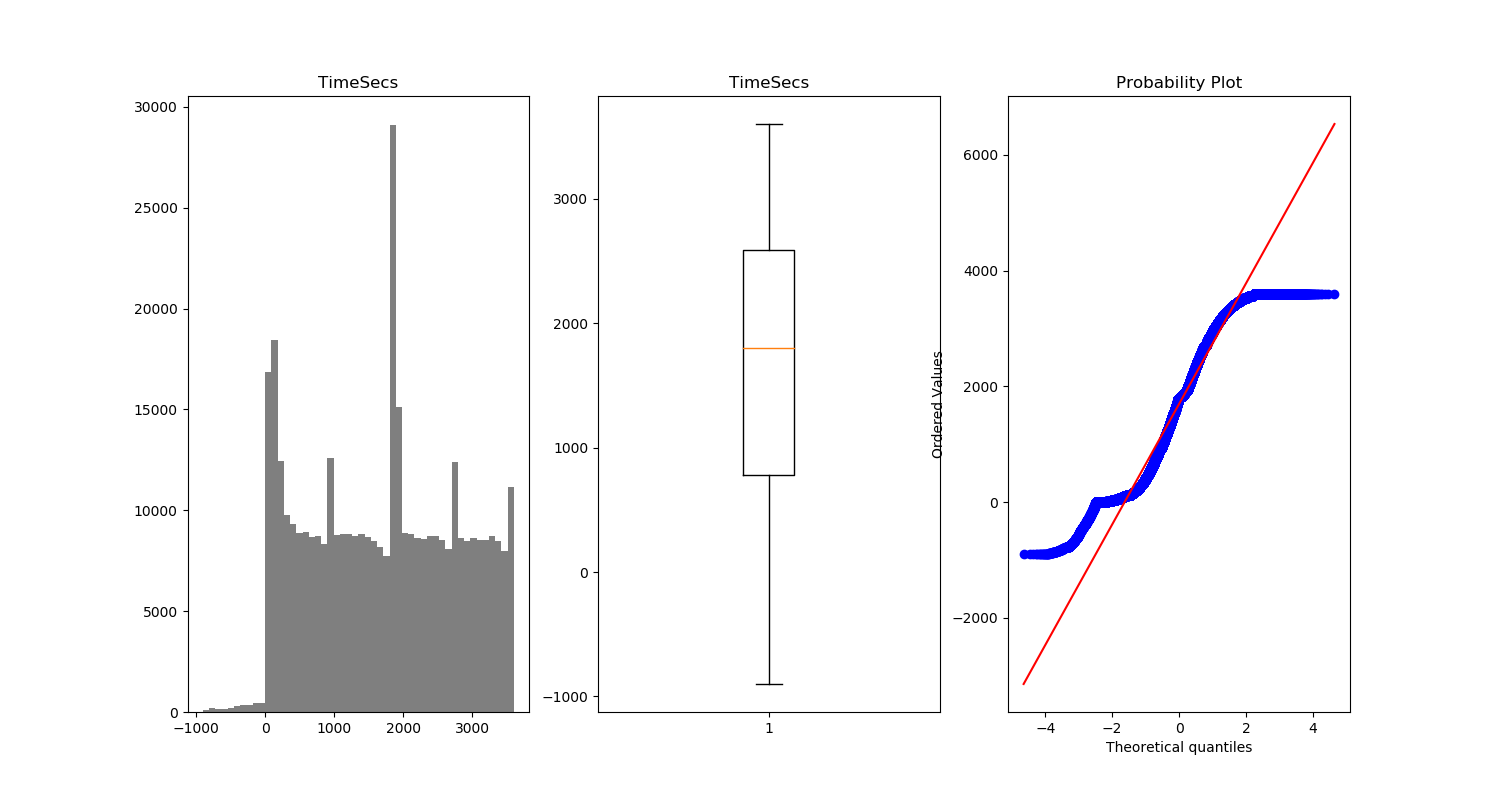 TimeSecs
30000
25000
20000
15000
10000
5000
0
−1000 0 1000 2000 3000
TimeSecs
3000
2000
1000
0
−1000
1
Probability Plot
Ordered Values
6000
4000
2000
0
−2000
−4 −2 0 2 4
Theoretical quantiles